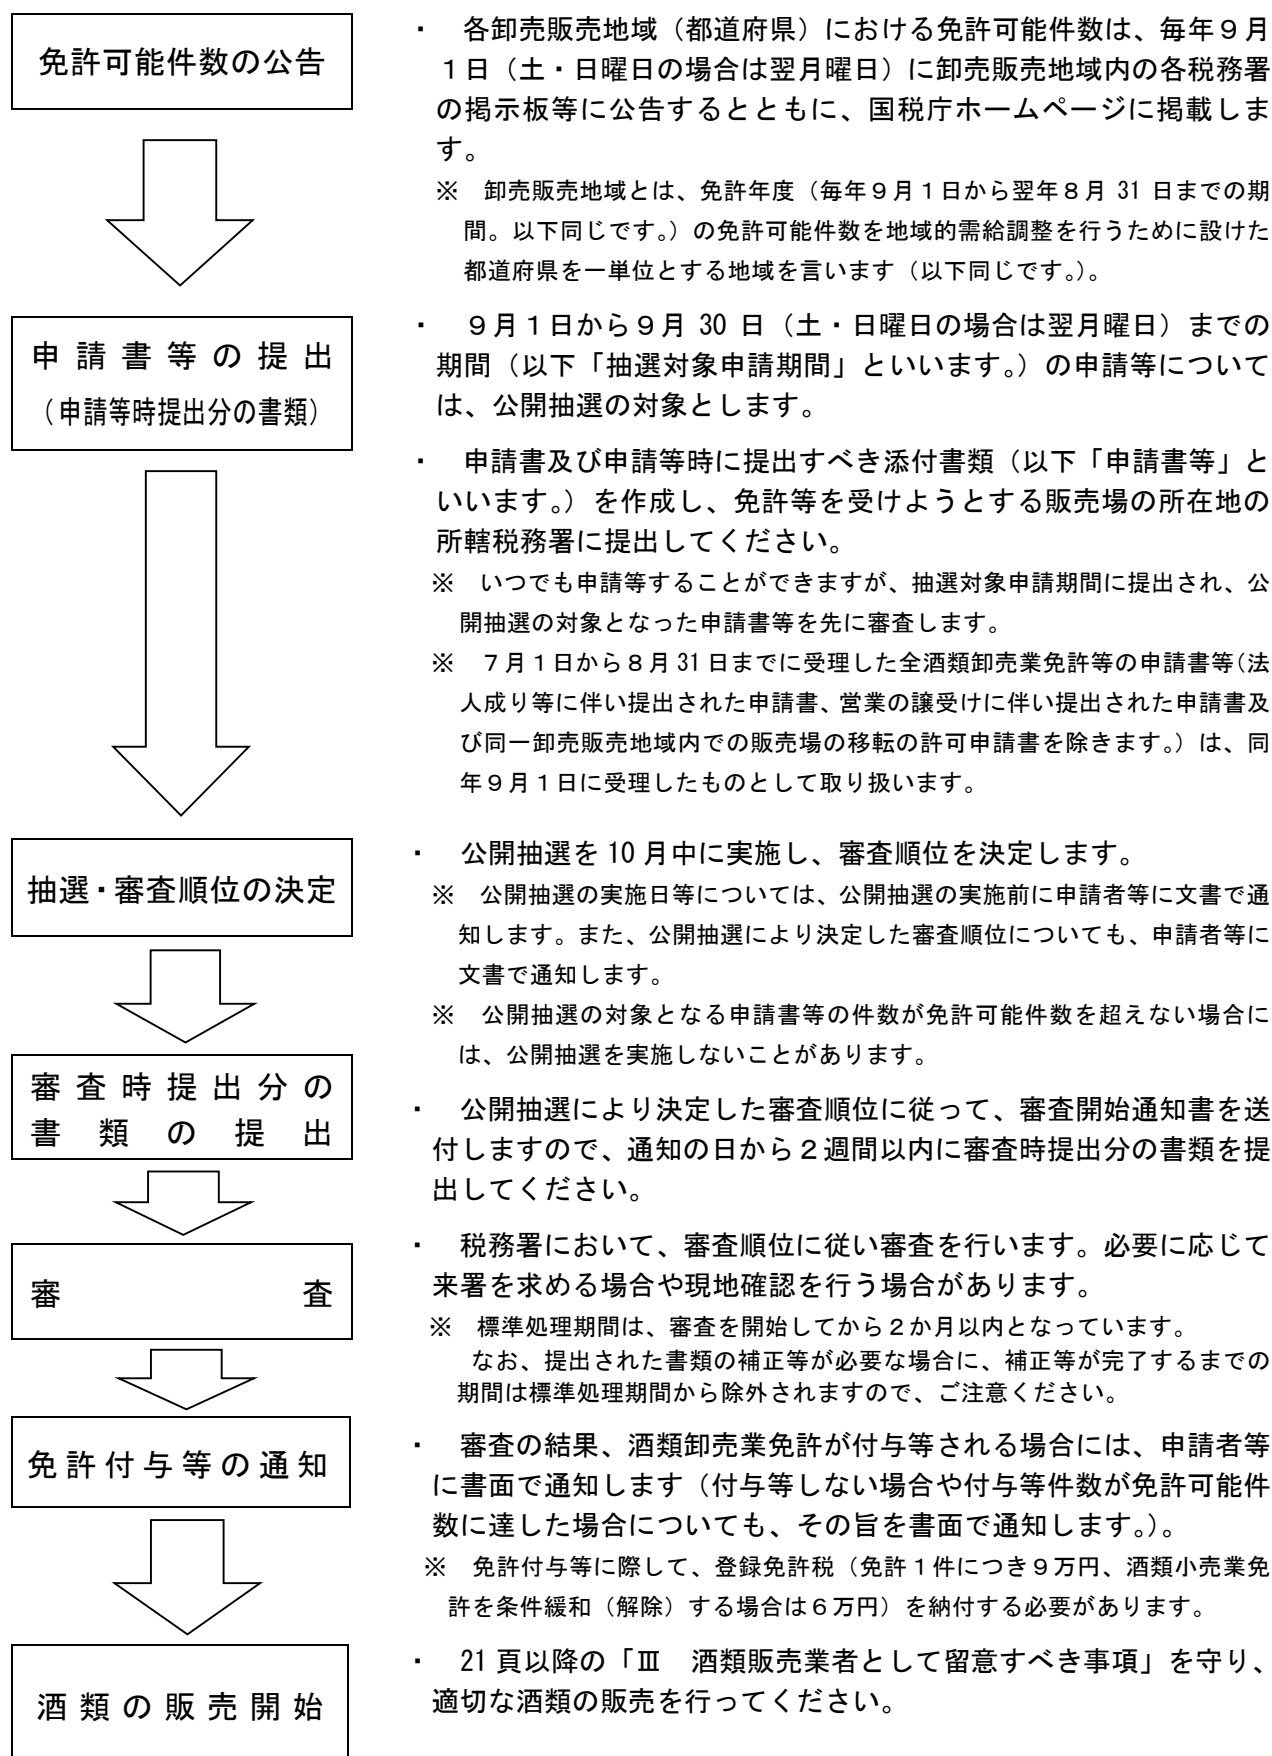 免許可能件数の公告
・　各卸売販売地域（都道府県）における免許可能件数は、毎年９月
１日（土・日曜日の場合は翌月曜日）に卸売販売地域内の各税務署
の掲示板等に公告するとともに、国税庁ホームページに掲載しま
す。
※　卸売販売地域とは、免許年度（毎年９月１日から翌年８月 31 日までの期
間。以下同じです。）の免許可能件数を地域的需給調整を行うために設けた
都道府県を一単位とする地域を言います（以下同じです。）。
申請書等の提出
（申請等時提出分の書類）
・　９月１日から９月 30 日（土・日曜日の場合は翌月曜日）までの
期間（以下「抽選対象申請期間」といいます。）の申請等について
は、公開抽選の対象とします。
・　申請書及び申請等時に提出すべき添付書類（以下「申請書等」と
いいます。）を作成し、免許等を受けようとする販売場の所在地の
所轄税務署に提出してください。
※　いつでも申請等することができますが、抽選対象申請期間に提出され、公
開抽選の対象となった申請書等を先に審査します。
※　７月１日から８月 31 日までに受理した全酒類卸売業免許等の申請書等（法
人成り等に伴い提出された申請書、営業の譲受けに伴い提出された申請書及
び同一卸売販売地域内での販売場の移転の許可申請書を除きます。）は、同
年９月１日に受理したものとして取り扱います。
抽選・審査順位の決定
・　公開抽選を 10 月中に実施し、審査順位を決定します。
※　公開抽選の実施日等については、公開抽選の実施前に申請者等に文書で通
知します。また、公開抽選により決定した審査順位についても、申請者等に
文書で通知します。
※　公開抽選の対象となる申請書等の件数が免許可能件数を超えない場合に
は、公開抽選を実施しないことがあります。
審査時提出分の
書類の提出
・　公開抽選により決定した審査順位に従って、審査開始通知書を送
付しますので、通知の日から２週間以内に審査時提出分の書類を提
出してください。
審査
・　税務署において、審査順位に従い審査を行います。必要に応じて
来署を求める場合や現地確認を行う場合があります。
※　標準処理期間は、審査を開始してから２か月以内となっています。
なお、提出された書類の補正等が必要な場合に、補正等が完了するまでの
期間は標準処理期間から除外されますので、ご注意ください。
免許付与等の通知
・　審査の結果、酒類卸売業免許が付与等される場合には、申請者等
に書面で通知します（付与等しない場合や付与等件数が免許可能件
数に達した場合についても、その旨を書面で通知します。）。
※　免許付与等に際して、登録免許税（免許１件につき９万円、酒類小売業免
許を条件緩和（解除）する場合は６万円）を納付する必要があります。
酒類の販売開始
・　21 頁以降の「Ⅲ　酒類販売業者として留意すべき事項」を守り、
適切な酒類の販売を行ってください。